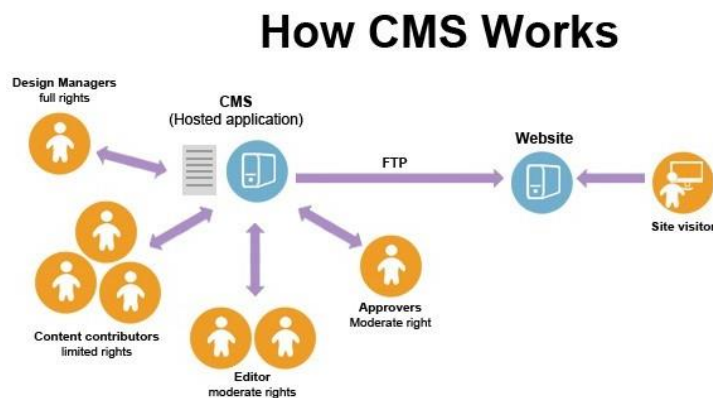 How CMS Works
Design Managers
full rights
CMS
(Hosted application)
FTP
Website
Site visitor
Content contributors
limited rights
Editor
moderate rights
Approvers
Moderate right